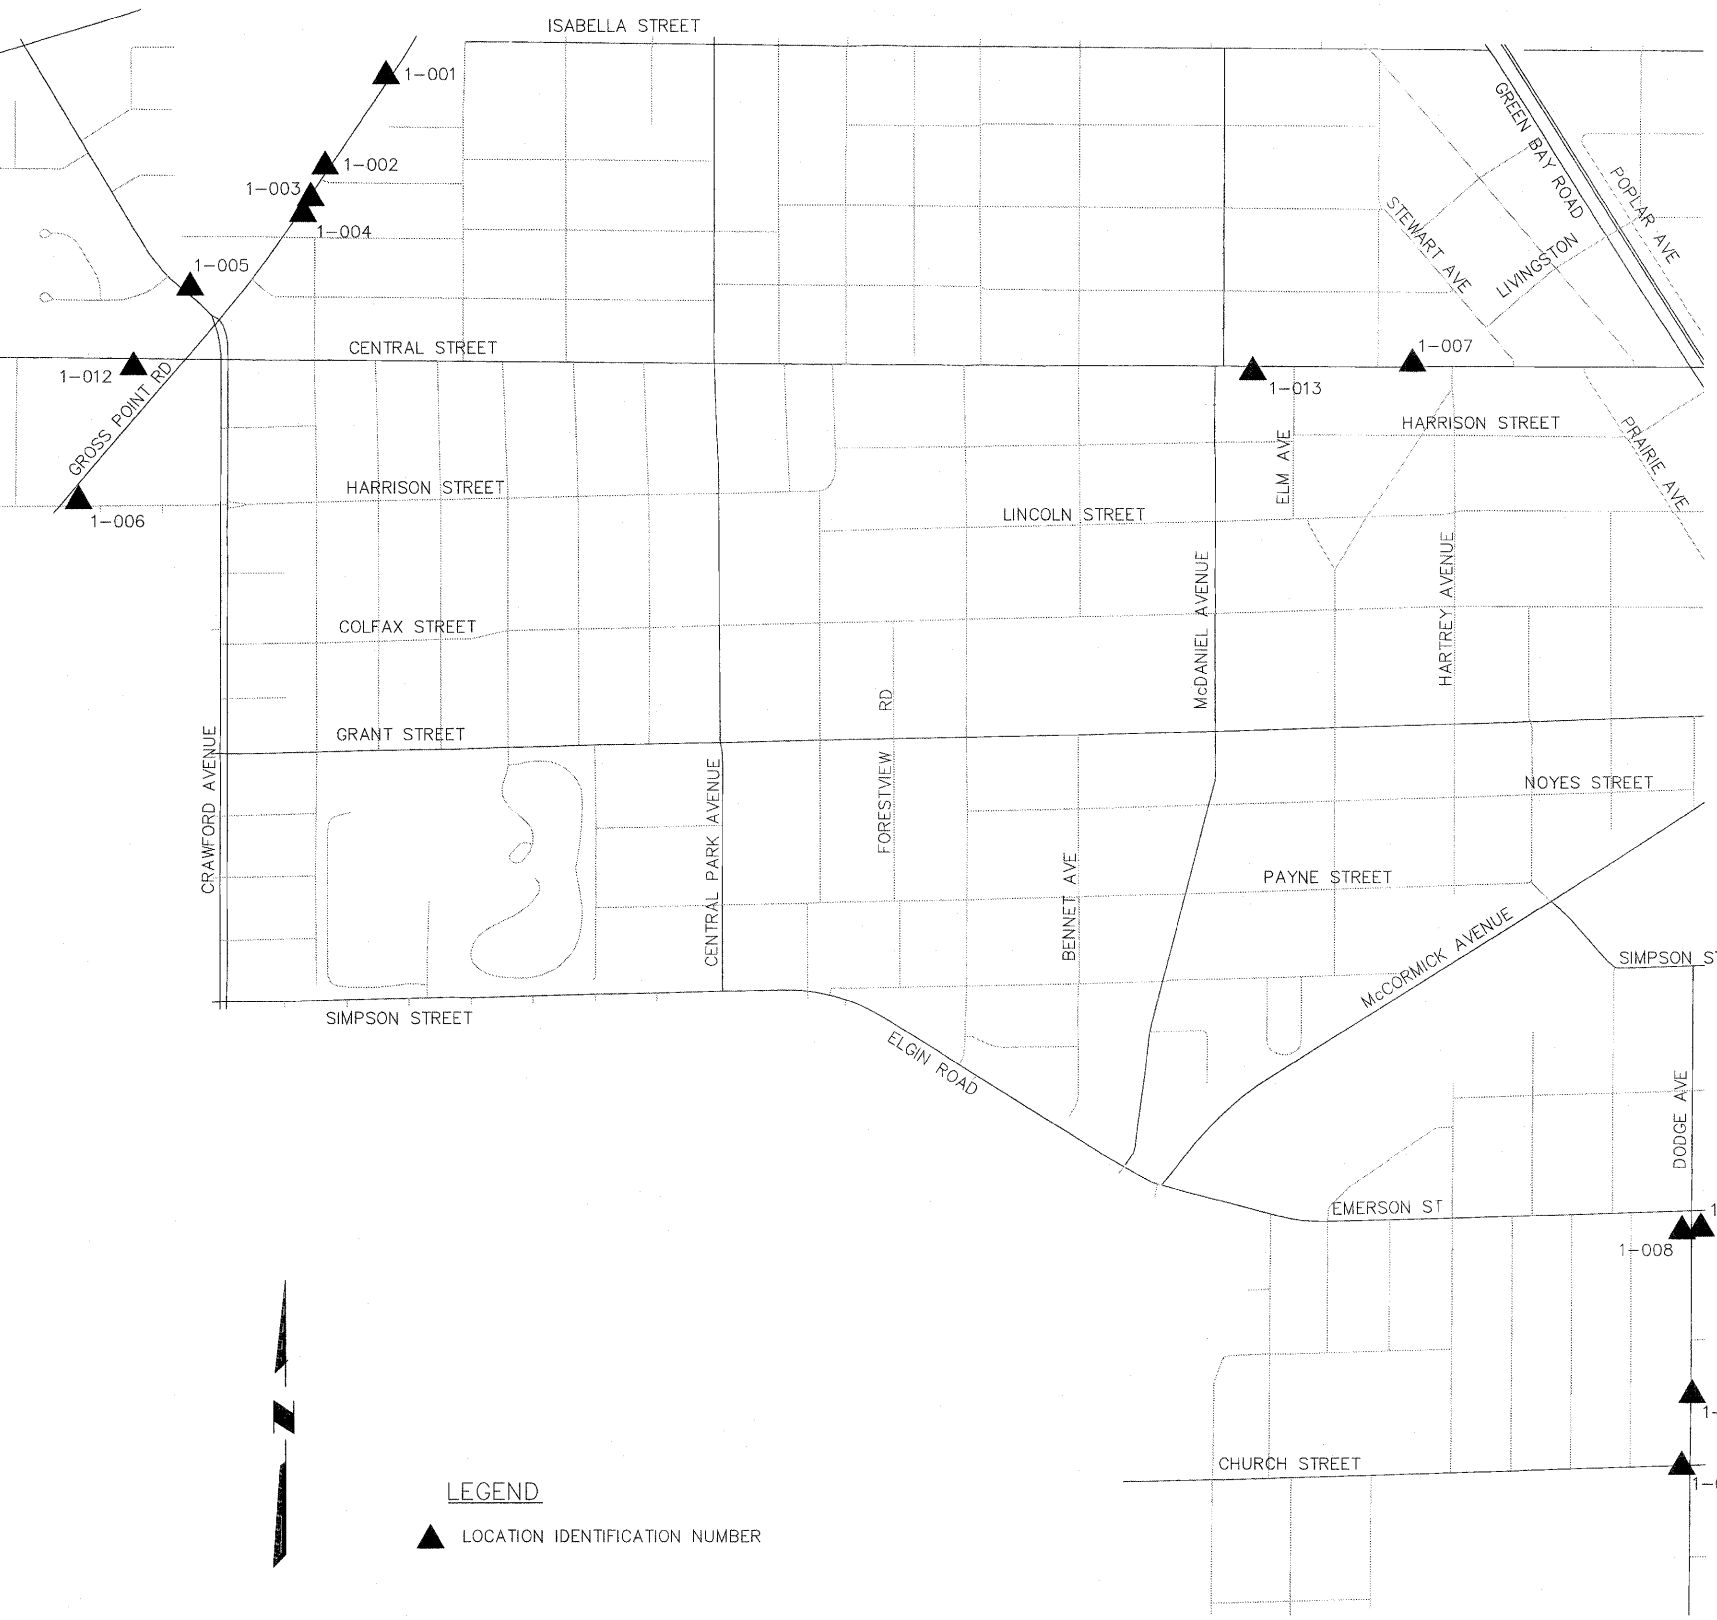 ISABELLA STREET
1-001
1-002
1-003
1-004
1-005
GREEN BAY ROAD
POPLAR AVE
STEWART AVE
LIVINGSTON
CENTRAL STREET
1-007
1-012
1-013
GROSS POINT RD
HARRISON STREET
PRAIRIE AVE
ELM AVE
HARRISON STREET
1-006
LINCOLN STREET
HARTREY AVENUE
McDANIEL AVENUE
COLFAX STREET
FORESTVIEW RD
GRANT STREET
CRAWFORD AVENUE
CENTRAL PARK AVENUE
NOYES STREET
PAYNE STREET
BENNET AVE
McCORMICK AVENUE
SIMPSON S
SIMPSON STREET
ELGIN ROAD
DODGE AVE
EMERSON ST
1
1-008
1-
CHURCH STREET
1-
N
LEGEND
LOCATION IDENTIFICATION NUMBER